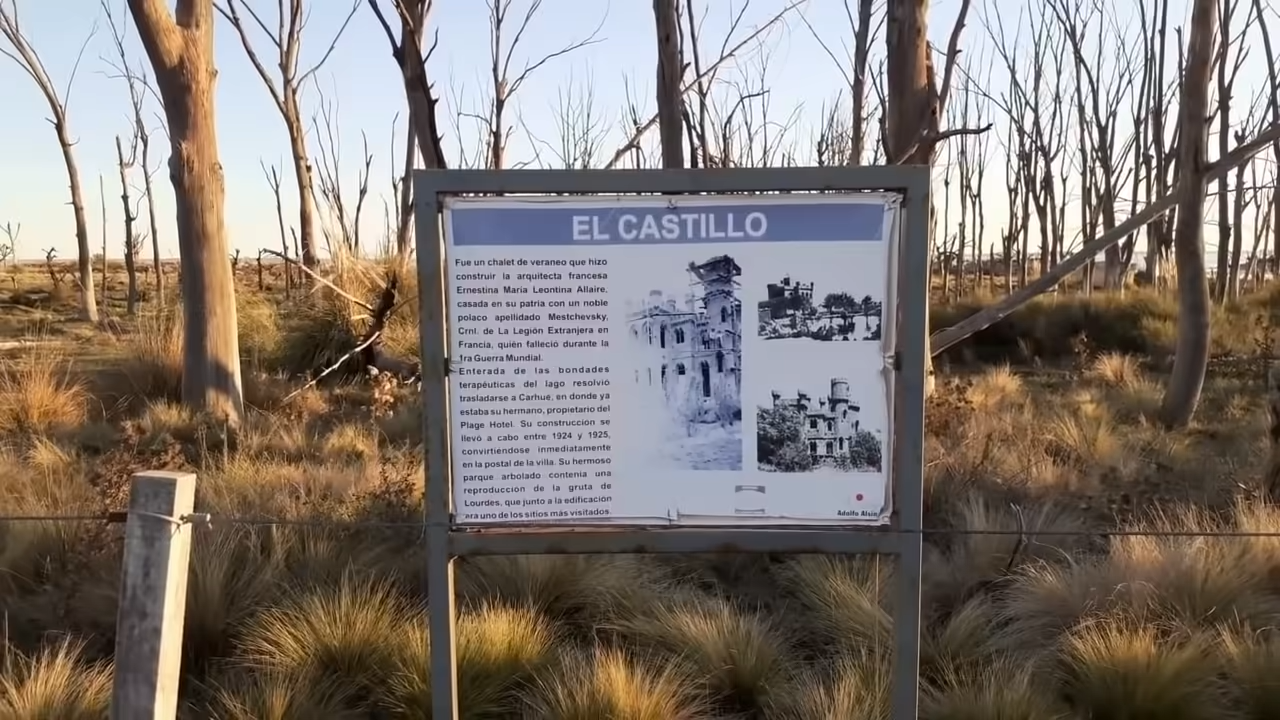 EL CASTILLO
Fue un chalet de veraneo que hizo
construir la arquitecta francesa
Ernestina Maria Leontina Allaire,
casada en su patria con un noble
polaco apellidado Mestchevsky,
Crnl. de La Legión Extranjera en
Francia, quién falleció durante la
1ra Guerra Mundial.
Enterada de las bondades
terapéuticas del lago resolvió
trasladarse a Carhue, en donde ya
estaba su hermano, propietario del
Plage Hotel. Su construcción se
llevó a cabo entre 1924 y 1925,
convirtiendose inmediatamente
en la postal de la villa. Su hermoso
parque arbolado contenia una
reproducción de la gruta de
Lourdes, que junto a la edificación
era uno de los sitios más visitados.
Adolfo Alsin